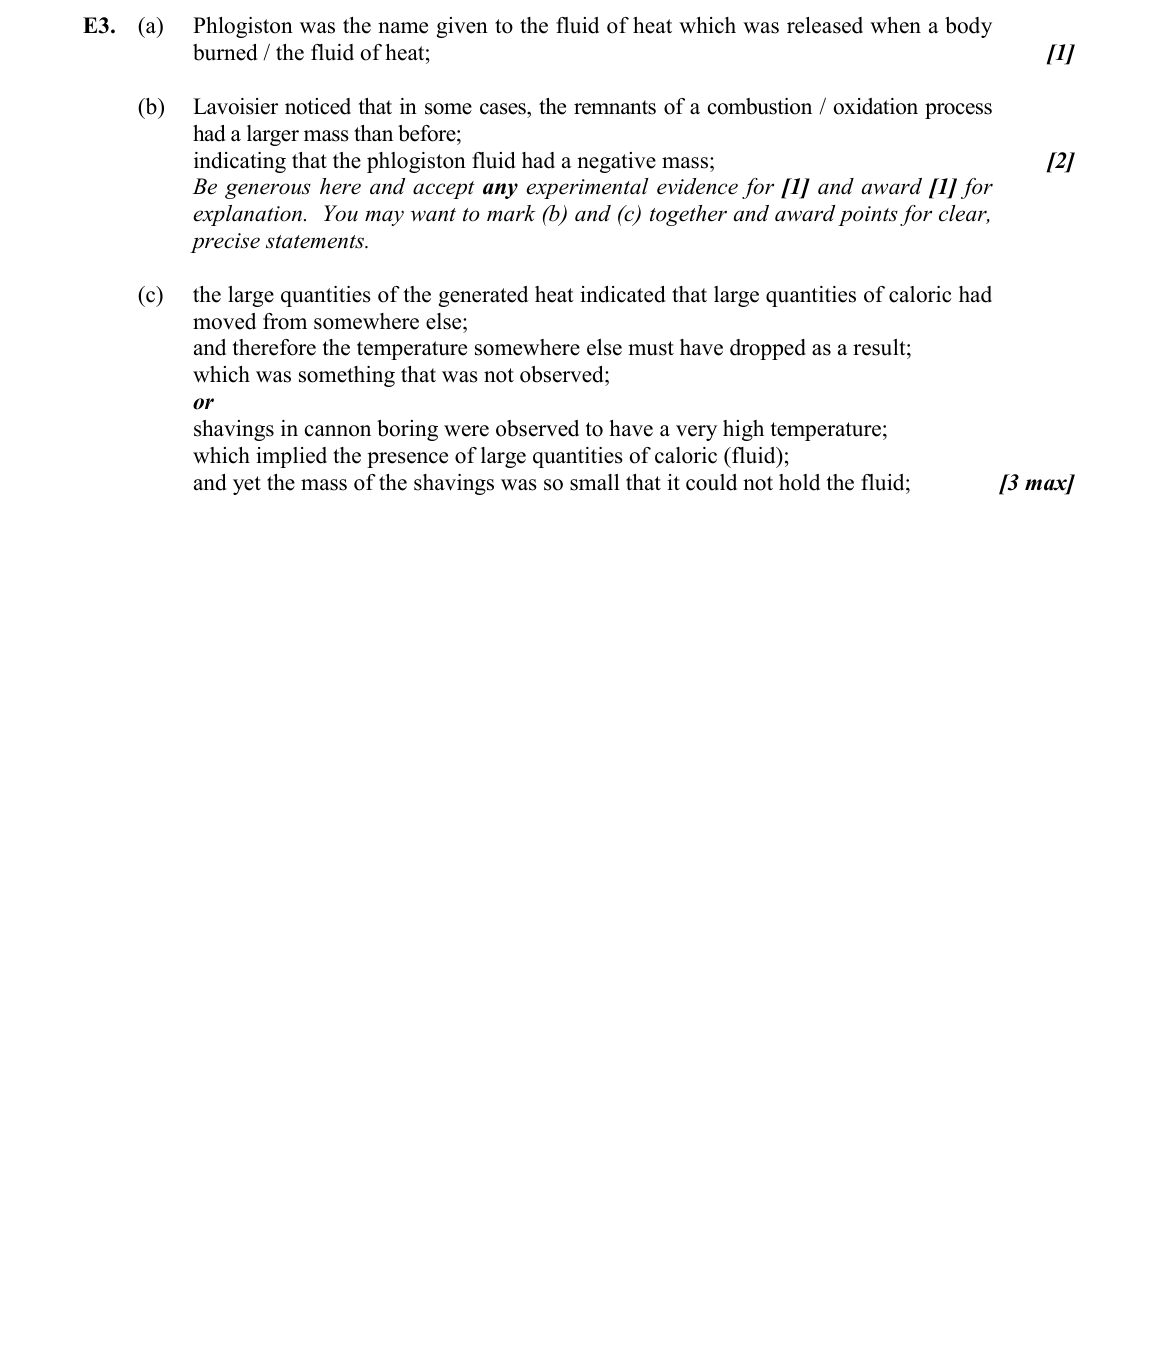 E3. (a) Phlogiston was the name given to the fluid of heat which was released when a body
burned / the fluid of heat; [1]
(b) Lavoisier noticed that in some cases, the remnants of a combustion / oxidation process
had a larger mass than before;
indicating that the phlogiston fluid had a negative mass; [2]
Be generous here and accept any experimental evidence for [1] and award [1] for
explanation. You may want to mark (b) and (c) together and award points for clear,
precise statements.
(c) the large quantities of the generated heat indicated that large quantities of caloric had
moved from somewhere else;
and therefore the temperature somewhere else must have dropped as a result;
which was something that was not observed;
or
shavings in cannon boring were observed to have a very high temperature;
which implied the presence of large quantities of caloric (fluid);
and yet the mass of the shavings was so small that it could not hold the fluid; [3 max]